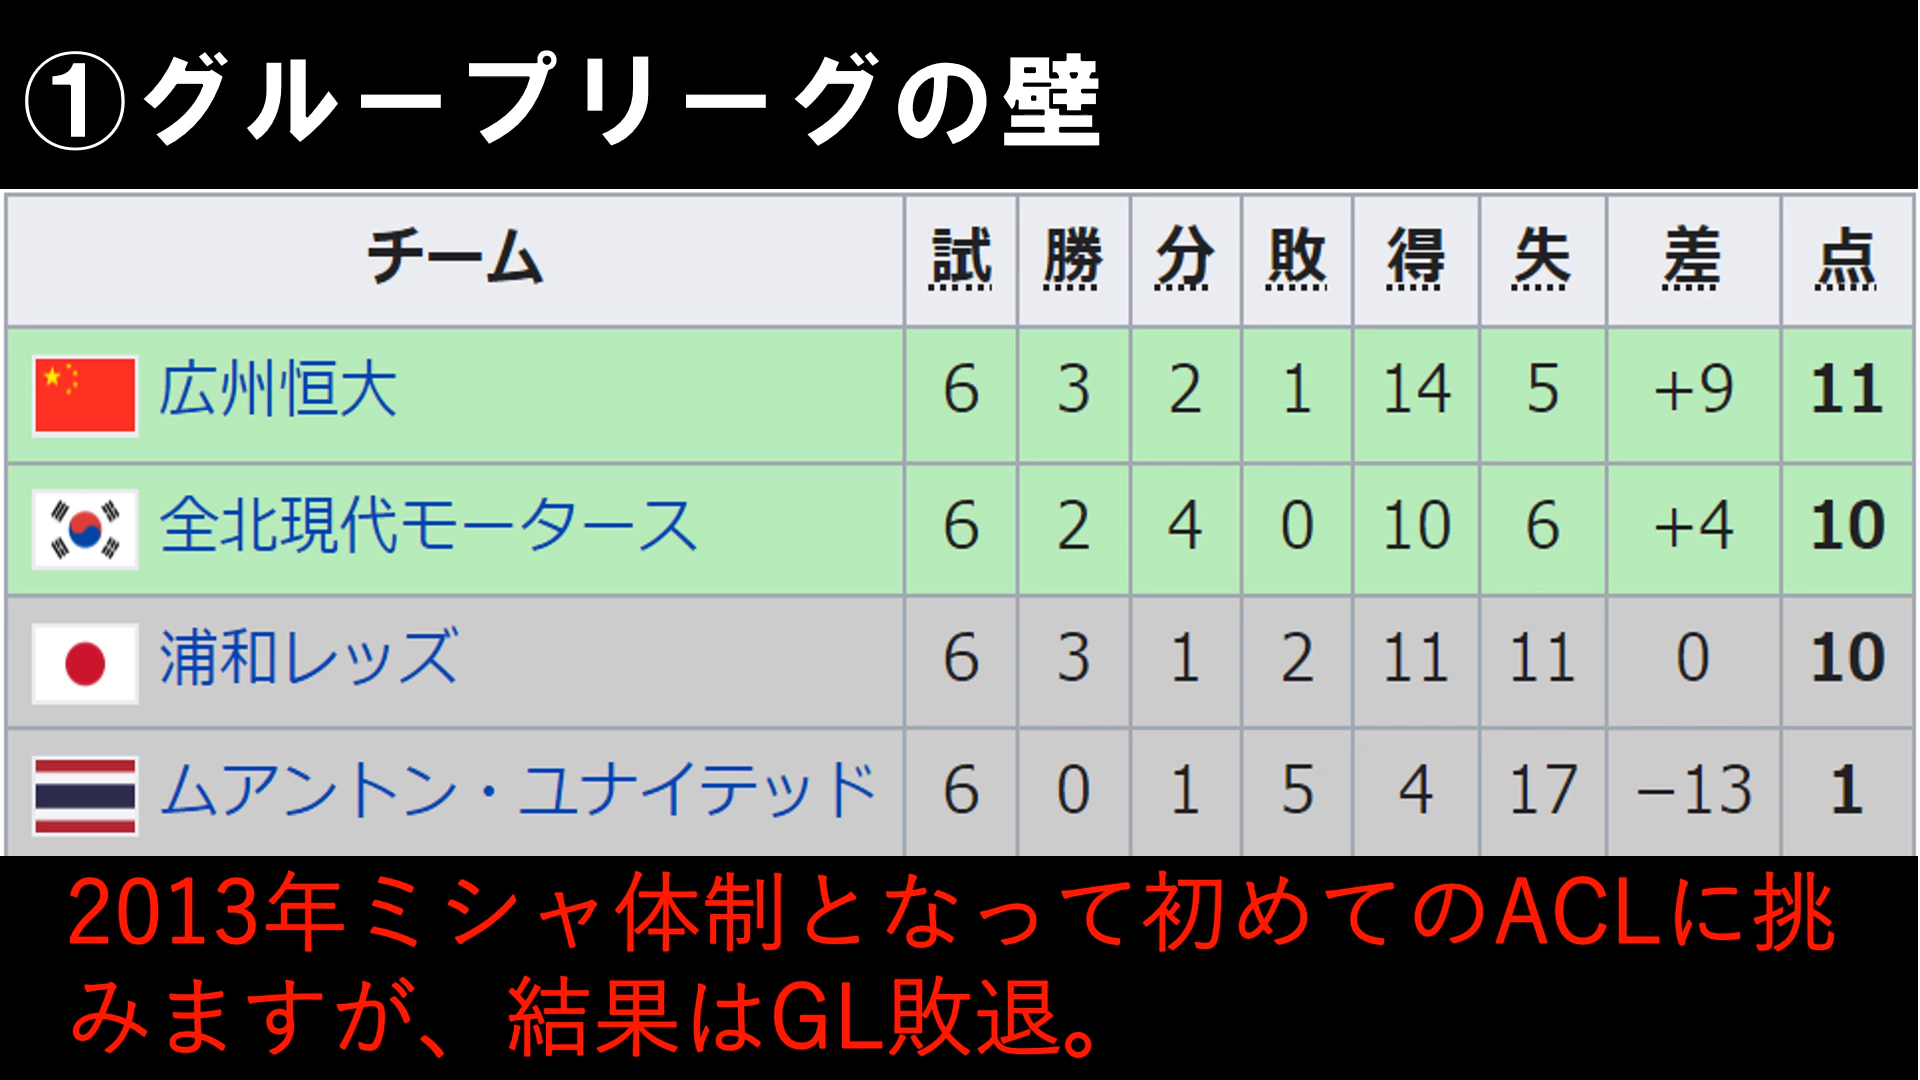 ①グループリーグの壁
チーム 試 勝 分 敗 得 失 差 点
広州恒大 6 3 2 1 14 5 +9 11
全北現代モータース 6 2 4 0 10 6 +4 10
浦和レッズ 6 3 1 2 11 11 0 10
ムアントン・ユナイテッド 6 0 1 5 4 17 −13 1
2013年ミシャ体制となって初めてのACLに挑
みますが、結果はGL敗退。